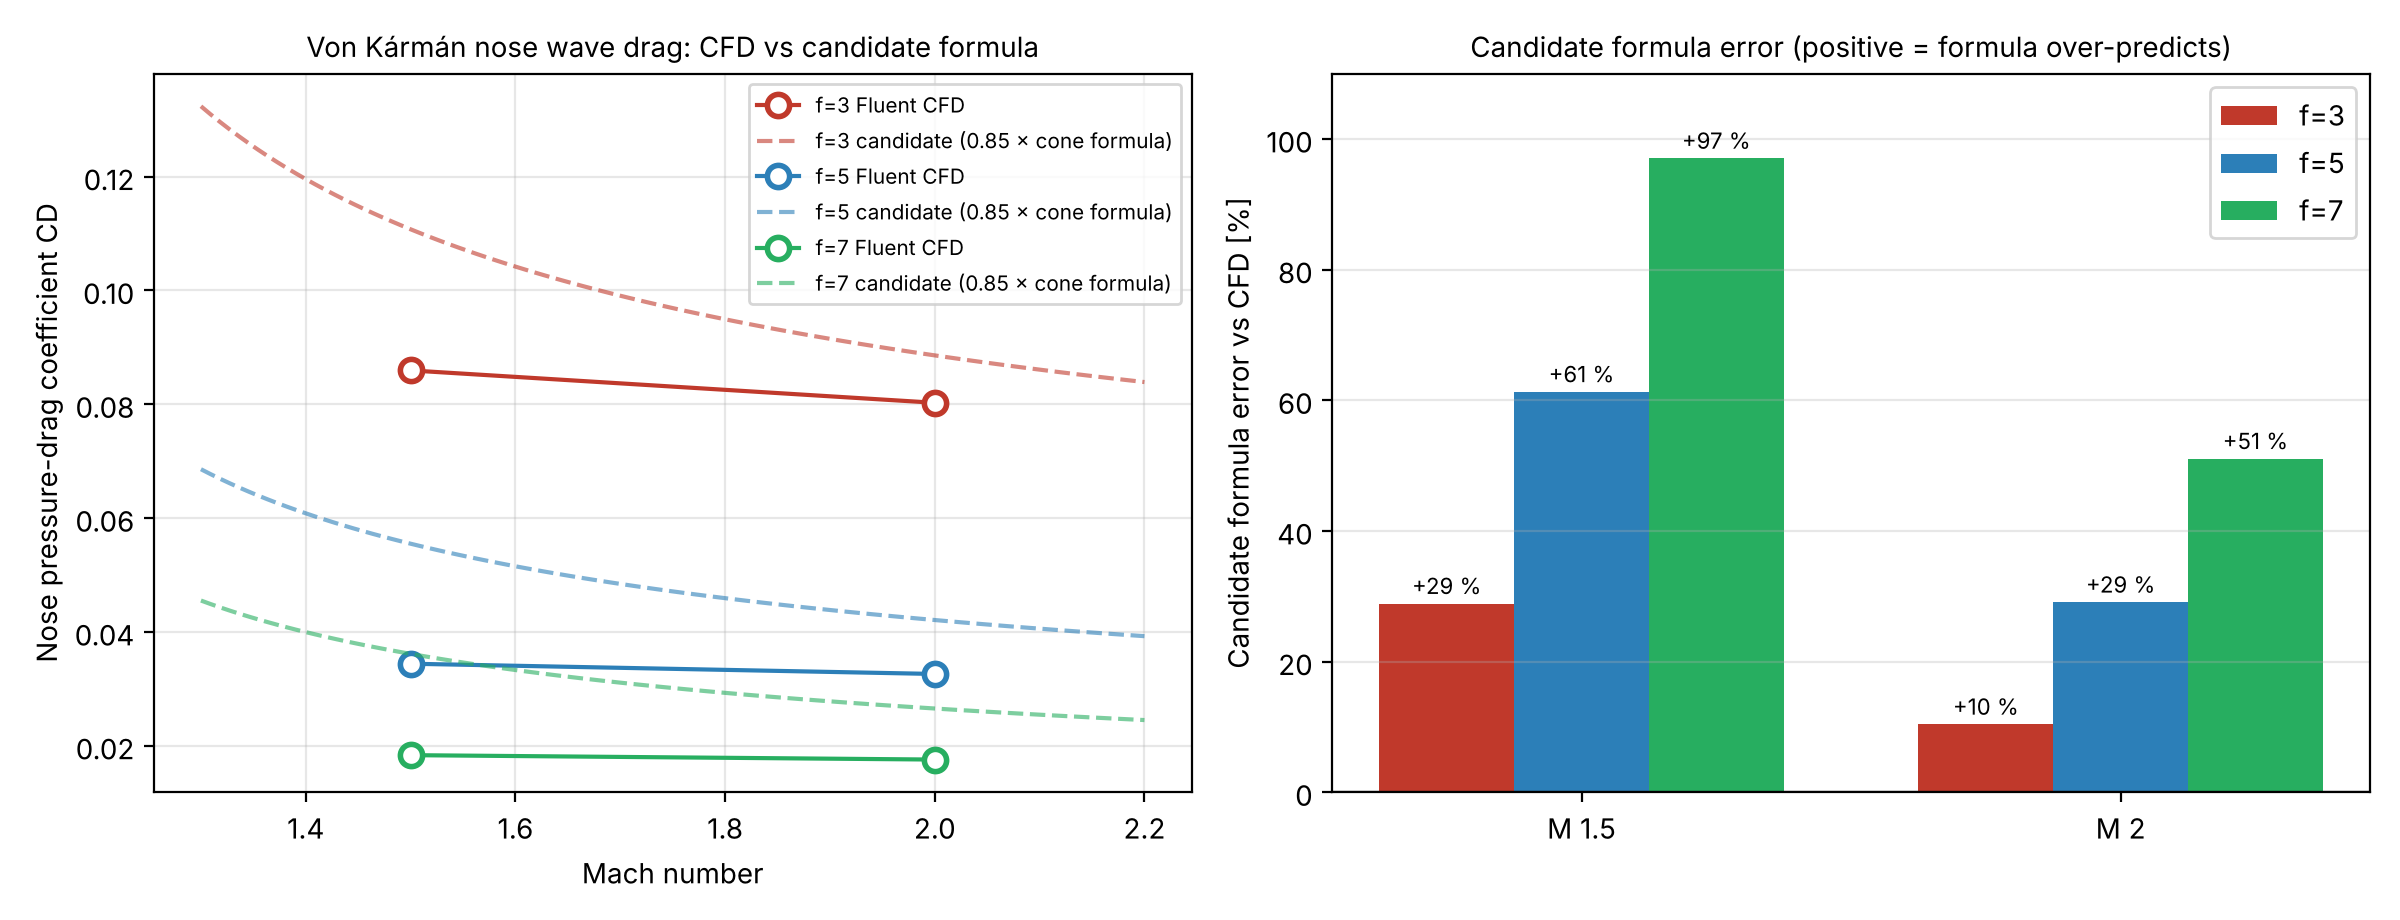 Von Kármán nose wave drag: CFD vs candidate formula
Nose pressure-drag coefficient CD
0.12
0.10
0.08
0.06
0.04
0.02
f=3 Fluent CFD
f=3 candidate (0.85 × cone formula)
f=5 Fluent CFD
f=5 candidate (0.85 × cone formula)
f=7 Fluent CFD
f=7 candidate (0.85 × cone formula)
1.4
1.6
1.8
2.0
2.2
Mach number
Candidate formula error (positive = formula over-predicts)
Candidate formula error vs CFD [%]
100
80
60
40
20
0
f=3
f=5
f=7
+29 %
+61 %
+97 %
+10 %
+29 %
+51 %
M 1.5
M 2